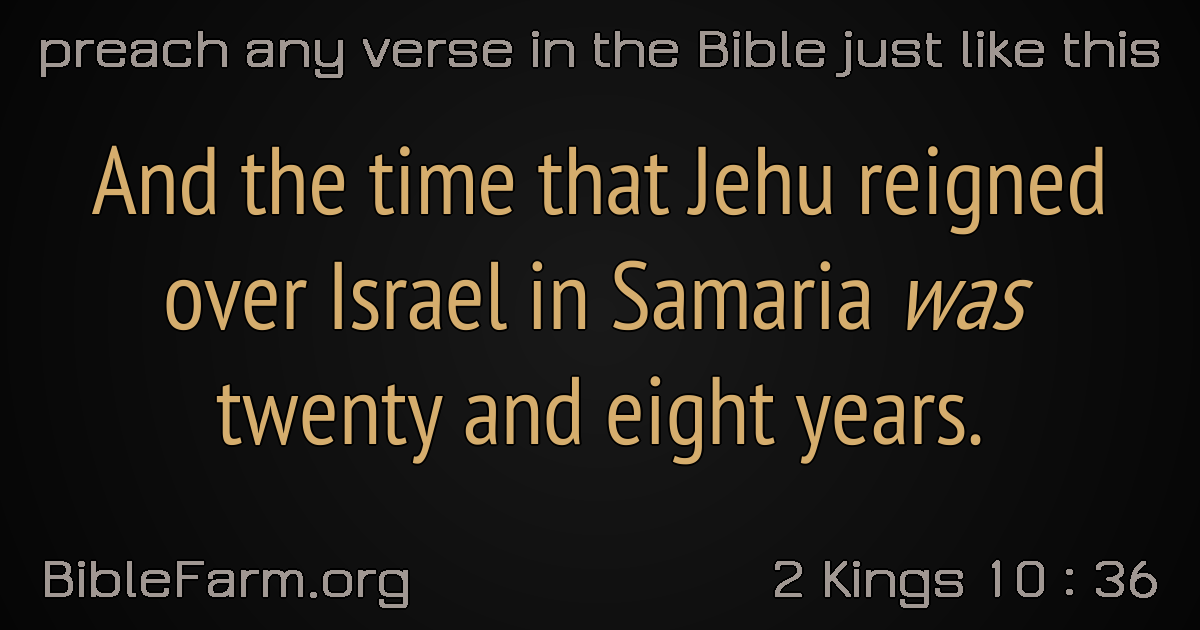 preach any verse in the Bible just like this
And the time that Jehu reigned
over Israel in Samaria was
twenty and eight years.
BibleFarm.org
2 Kings 10 : 36